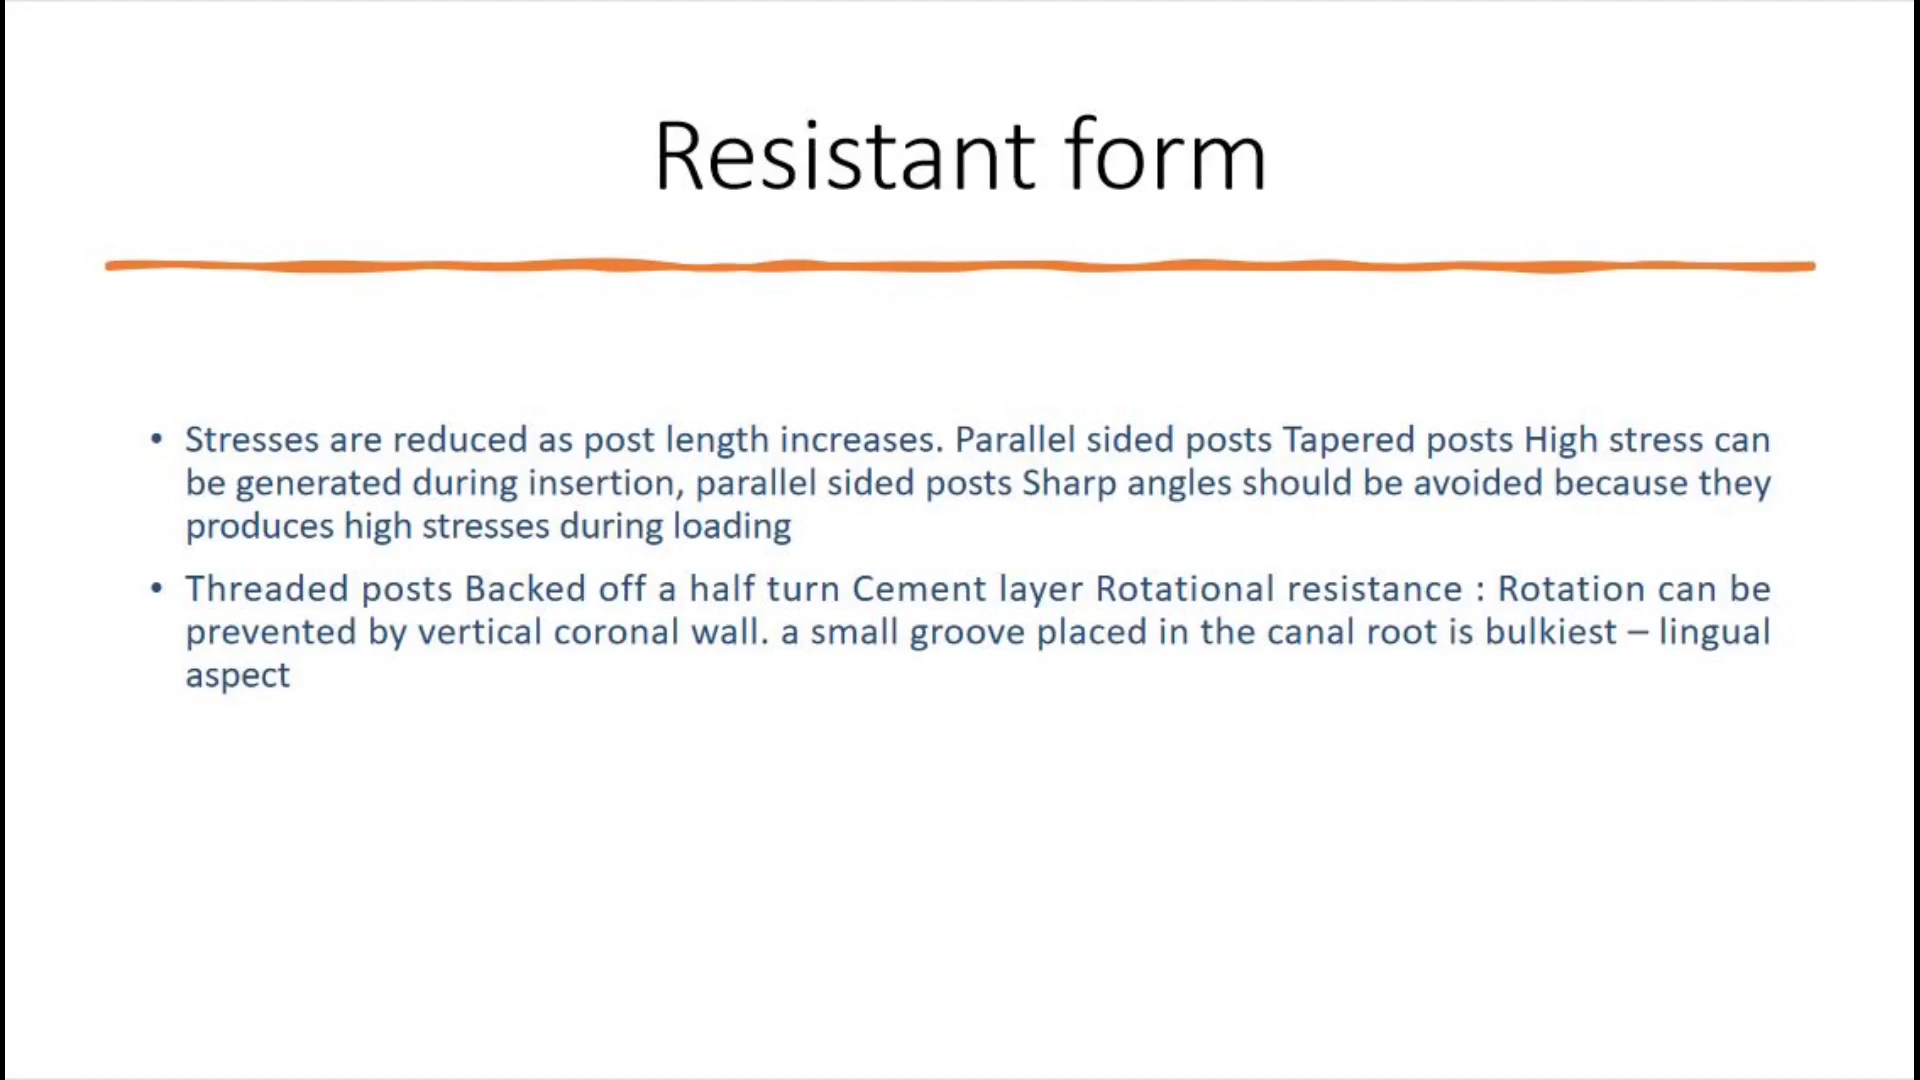 Resistant form
• Stresses are reduced as post length increases. Parallel sided posts Tapered posts High stress can
be generated during insertion, parallel sided posts Sharp angles should be avoided because they
produces high stresses during loading
• Threaded posts Backed off a half turn Cement layer Rotational resistance : Rotation can be
prevented by vertical coronal wall. a small groove placed in the canal root is bulkiest – lingual
aspect